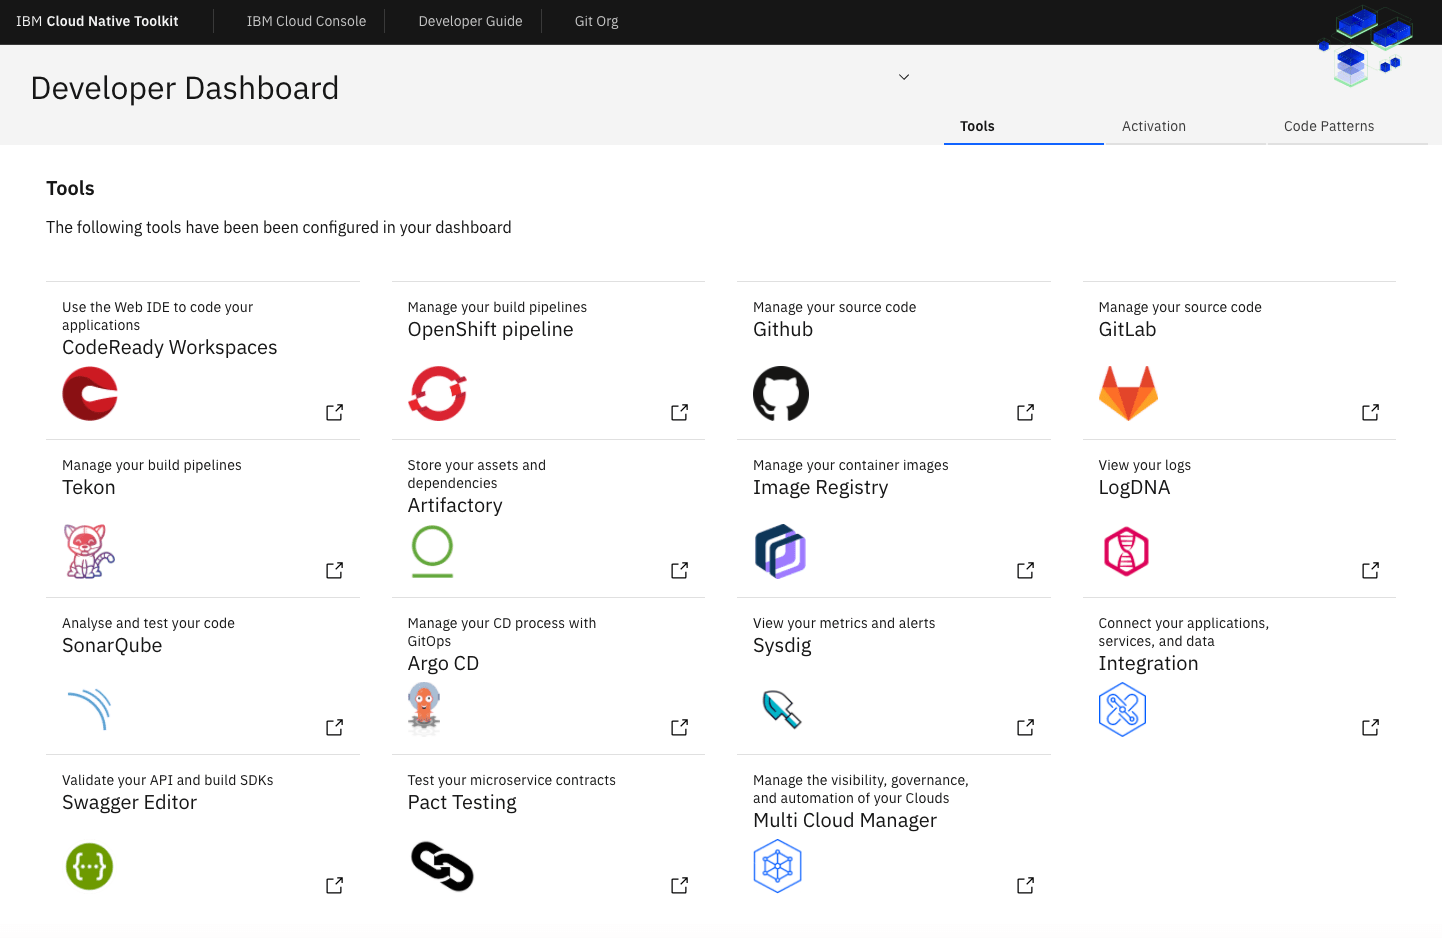 IBM Cloud Native Toolkit
IBM Cloud Console
Developer Guide
Git Org
Developer Dashboard
Tools
Activation
Code Patterns
Tools
The following tools have been been configured in your dashboard
Use the Web IDE to code your
applications
CodeReady Workspaces
Manage your build pipelines
OpenShift pipeline
Manage your source code
Github
Manage your source code
GitLab
Manage your build pipelines
Tekon
Store your assets and
dependencies
Artifactory
Manage your container images
Image Registry
View your logs
LogDNA
Analyse and test your code
SonarQube
Manage your CD process with
GitOps
Argo CD
View your metrics and alerts
Sysdig
Connect your applications,
services, and data
Integration
Validate your API and build SDKs
Swagger Editor
Test your microservice contracts
Pact Testing
Manage the visibility, governance,
and automation of your Clouds
Multi Cloud Manager